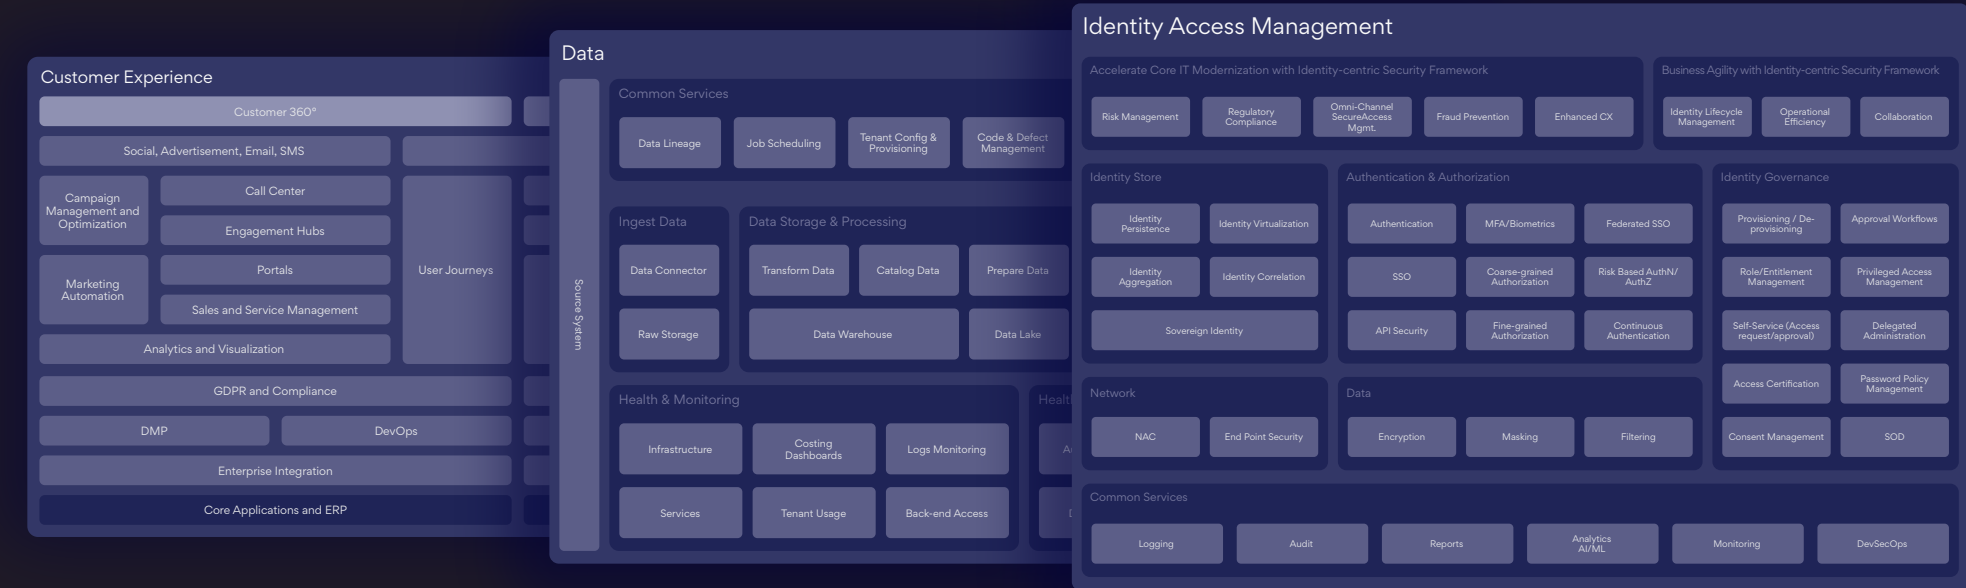 Customer Experience
Customer 360°
Social, Advertisement, Email, SMS
Campaign
Management and
Optimization
Call Center
Engagement Hubs
Marketing
Automation
Portals
Sales and Service Management
User Journeys
Analytics and Visualization
GDPR and Compliance
DMP
DevOps
Enterprise Integration
Core Applications and ERP
Data
Source System
Common Services
Data Lineage
Job Scheduling
Tenant Config &
Provisioning
Code & Defect
Management
Ingest Data
Data Connector
Raw Storage
Data Storage & Processing
Transform Data
Catalog Data
Prepare Data
Data Warehouse
Data Lake
Health & Monitoring
Infrastructure
Costing
Dashboards
Logs Monitoring
Services
Tenant Usage
Back-end Access
Identity Access Management
Accelerate Core IT Modernization with Identity-centric Security Framework
Risk Management
Regulatory
Compliance
Omni-Channel
SecureAccess
Mgmt.
Fraud Prevention
Enhanced CX
Business Agility with Identity-centric Security Framework
Identity Lifecycle
Management
Operational
Efficiency
Collaboration
Identity Store
Identity
Persistence
Identity Virtualization
Identity
Aggregation
Identity Correlation
Sovereign Identity
Authentication & Authorization
Authentication
MFA/Biometrics
Federated SSO
SSO
Coarse-grained
Authorization
Risk Based AuthN/
AuthZ
API Security
Fine-grained
Authorization
Continuous
Authentication
Identity Governance
Provisioning / De-
provisioning
Approval Workflows
Role/Entitlement
Management
Privileged Access
Management
Self-Service (Access
request/approval)
Delegated
Administration
Access Certification
Password Policy
Management
Consent Management
SOD
Network
NAC
End Point Security
Data
Encryption
Masking
Filtering
Common Services
Logging
Audit
Reports
Analytics
AI/ML
Monitoring
DevSecOps